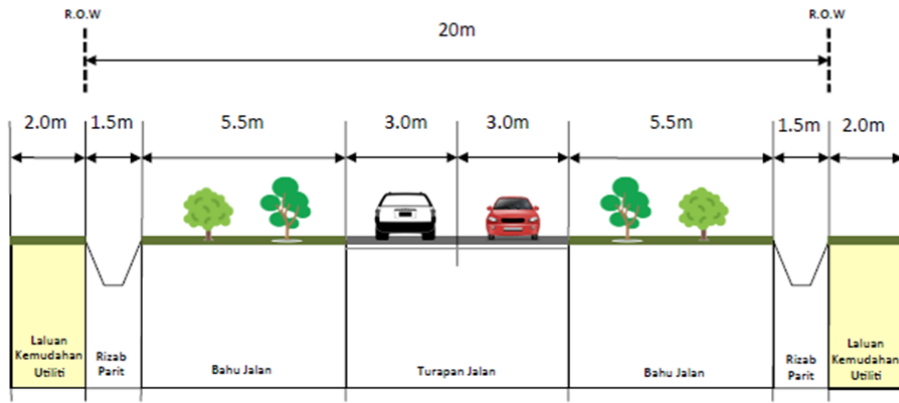 R.O.W
R.O.W
20m
2.0m
1.5m
5.5m
3.0m
3.0m
5.5m
1.5m
2.0m
Laluan
Kemudahan
Utiliti
Rizab
Parit
Bahu Jalan
Turapan Jalan
Bahu Jalan
Rizab
Parit
Laluan
Kemudahan
Utiliti